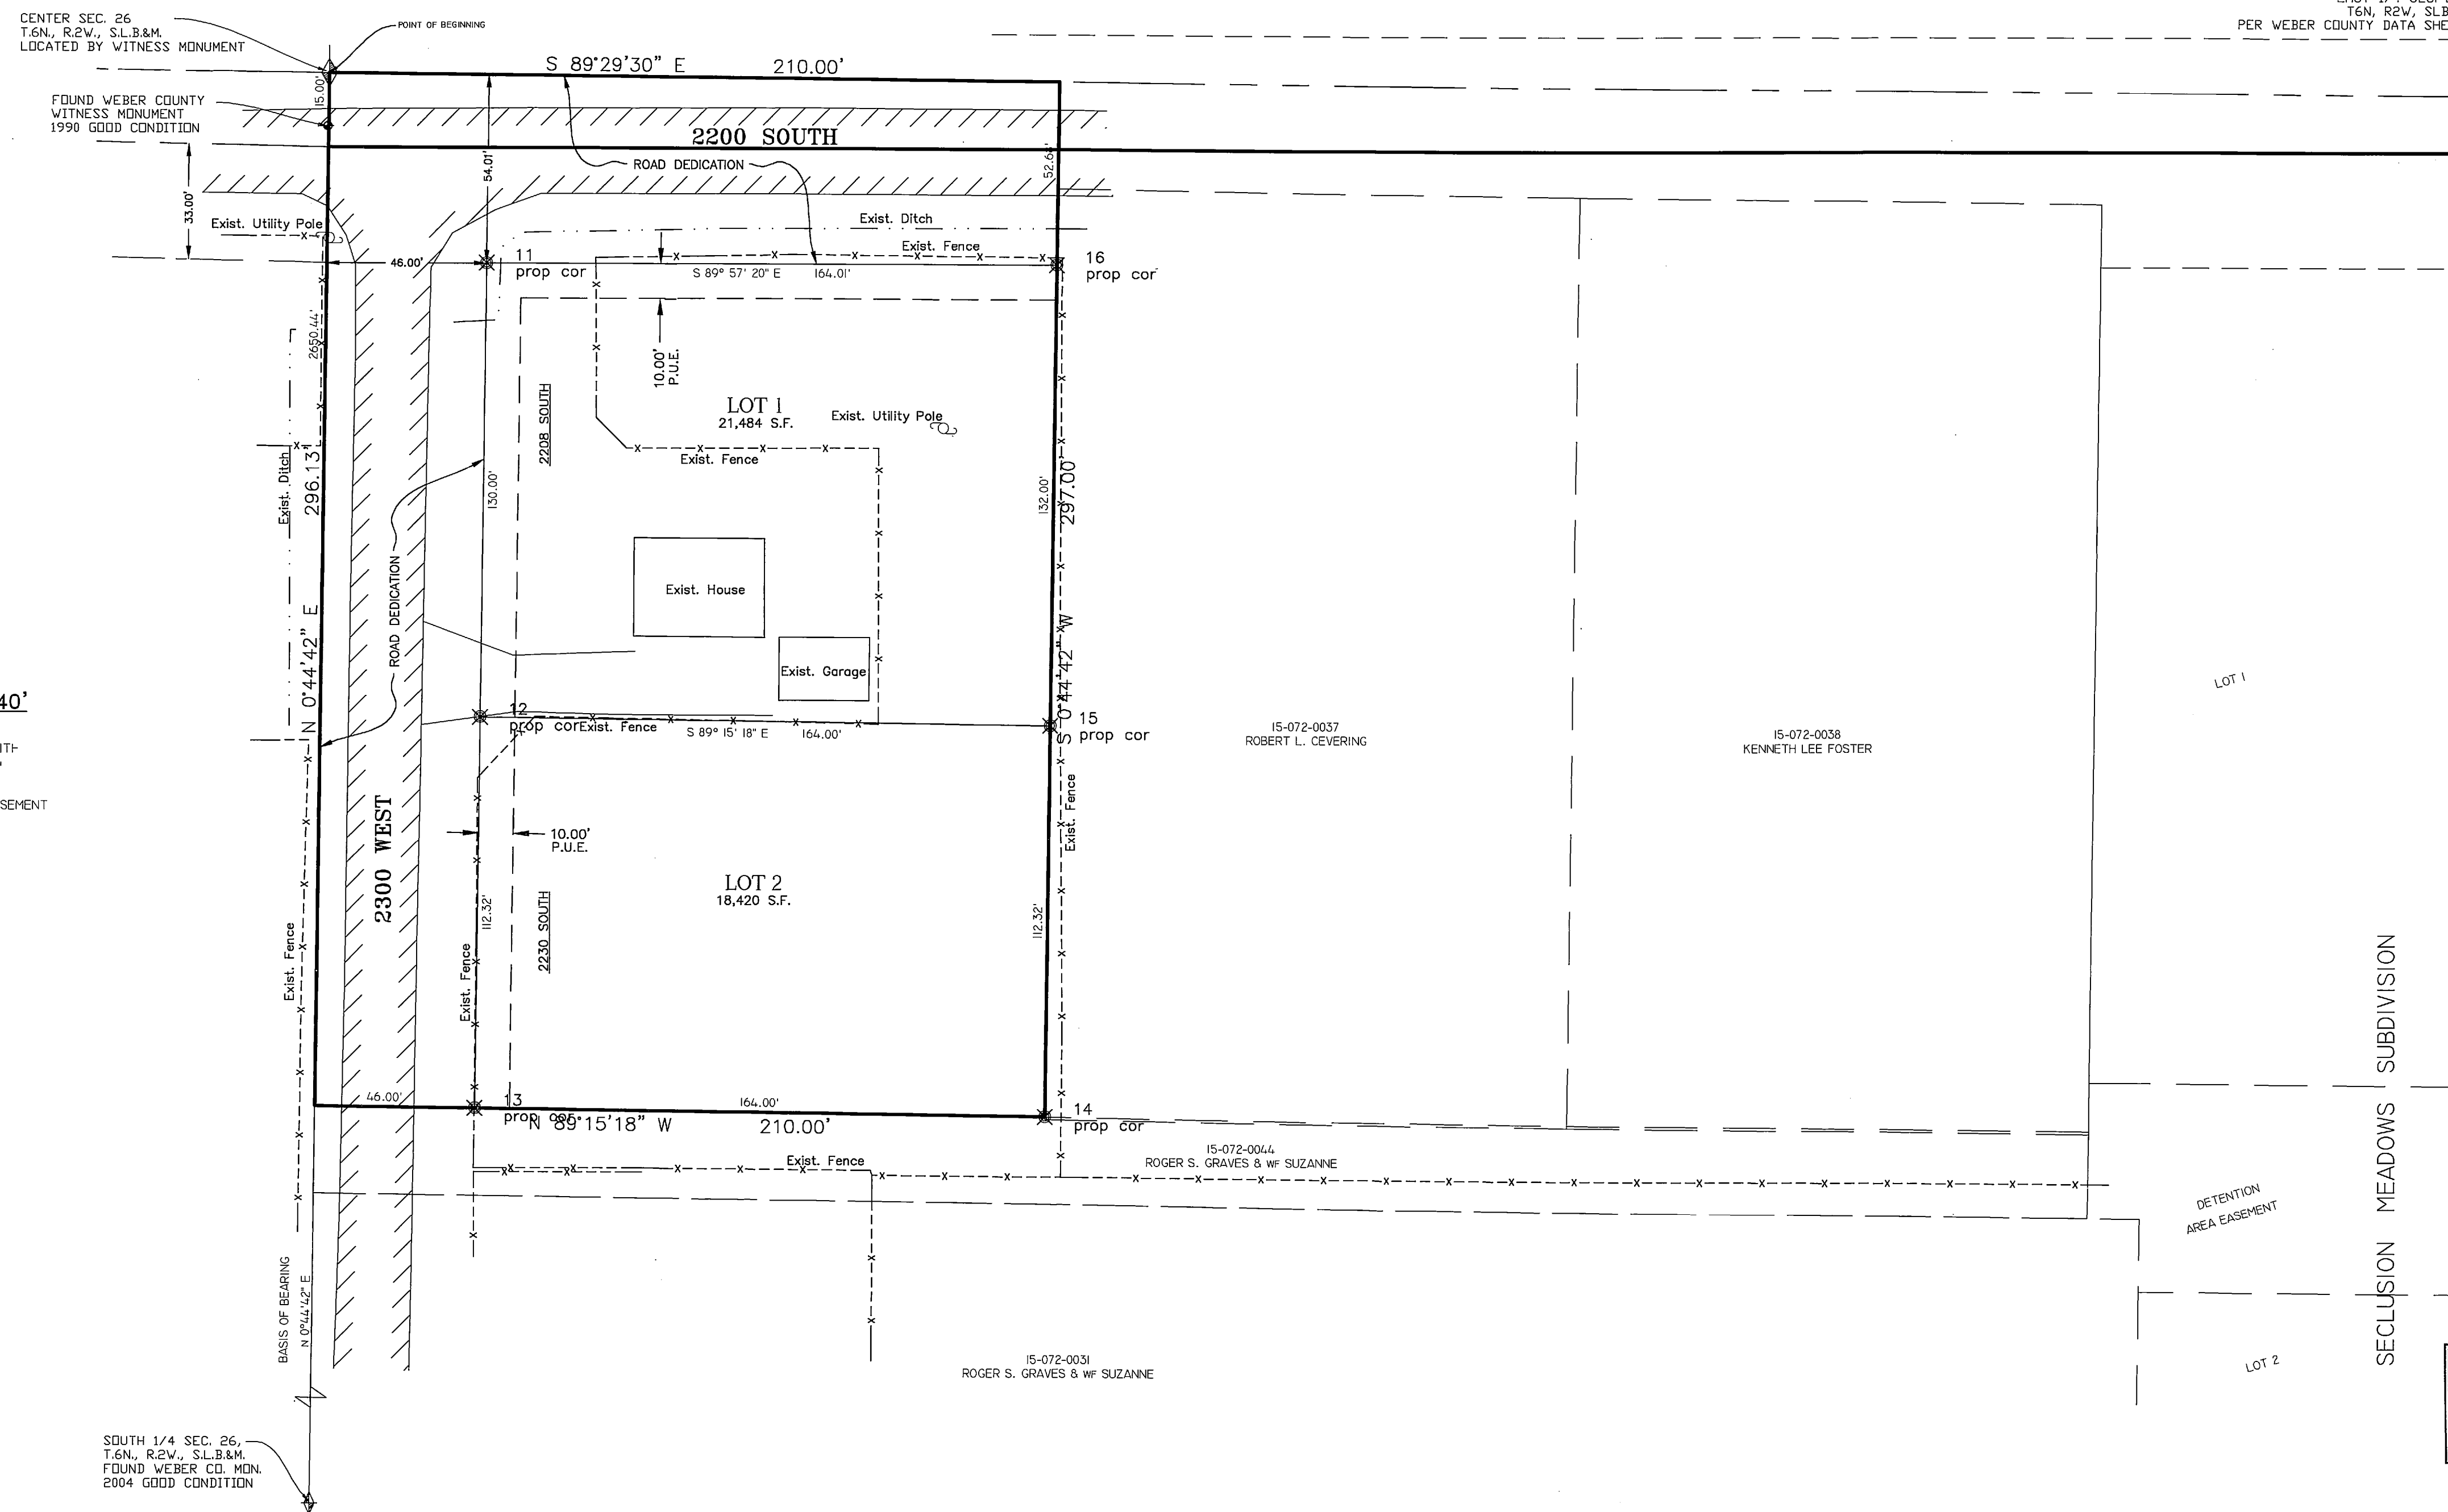 CENTER SEC. 26
T.6N., R.2W., S.L.B.&M.
LOCATED BY WITNESS MONUMENT
POINT OF BEGINNING
T6N, R2W, SLB
PER WEBER COUNTY DATA SHE
S 89°29'30" E 210.00'
15.00'
FOUND WEBER COUNTY
WITNESS MONUMENT
1990 GOOD CONDITION
2200 SOUTH
ROAD DEDICATION
54.01'
33.00'
Exist. Utility Pole
Exist. Ditch
Exist. Fence
46.00'
11
prop cor
S 89° 57' 20" E 164.01'
16
prop cor
2650.44'
10.00'
P.U.E.
2208 SOUTH
LOT 1
21,484 S.F.
Exist. Utility Pole
Exist. Fence
Exist. Ditch
296.13'
N 0°44'42" E
130.00'
132.00'
297.00'
S 0°44'42" W
ROAD DEDICATION
Exist. House
Exist. Garage
40'
SEMENT
12
prop cor
Exist. Fence
S 89° 15' 18" E 164.00'
15
prop cor
15-072-0037
ROBERT L. CEVERING
15-072-0038
KENNETH LEE FOSTER
LOT 1
2300 WEST
10.00'
P.U.E.
Exist. Fence
LOT 2
18,420 S.F.
112.32'
112.32'
2230 SOUTH
Exist. Fence
Exist. Fence
46.00'
13
prop cor
164.00'
N 89°15'18" W 210.00'
14
prop cor
Exist. Fence
15-072-0044
ROGER S. GRAVES & WF SUZANNE
DETENTION
AREA EASEMENT
SECLUSION MEADOWS SUBDIVISION
BASIS OF BEARING
N 0°44'42" E
15-072-0031
ROGER S. GRAVES & WF SUZANNE
LOT 2
SOUTH 1/4 SEC. 26,
T.6N., R.2W., S.L.B.&M.
FOUND WEBER CO. MON.
2004 GOOD CONDITION